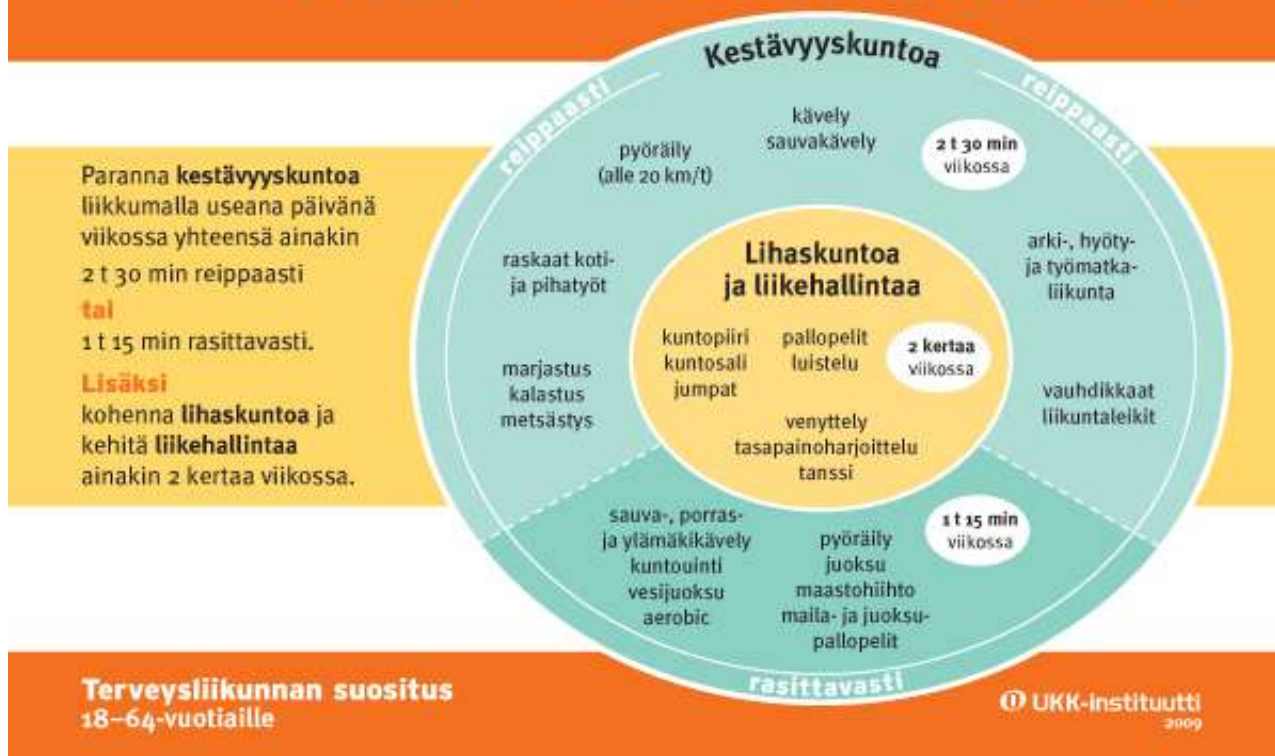 Kestävyyskuntoa
reippaasti
reippaasti
kävely
sauvakävely
2 t 30 min
viikossa
pyöräily
(alle 20 km/t)
Paranna kestävyyskuntoa
liikkumalla useana päivänä
viikossa yhteensä ainakin
2 t 30 min reippaasti
tai
1 t 15 min rasittavasti.
Lisäksi
kohenna lihaskuntoa ja
kehitä liikehallintaa
ainakin 2 kertaa viikossa.
raskaat koti-
ja pihatyöt
marjastus
kalastus
metsästys
Lihaskuntoa
ja liikehallintaa
kuntopiiri
kuntosali
jumpat
pallopelit
luistelu
2 kertaa
viikossa
venyttely
tasapainoharjoittelu
tanssi
arki-, hyöty-
ja työmatka-
liikunta
vauhdikkaat
liikuntaleikit
sauva-, porras-
ja ylämäkikävely
kuntouinti
vesijuoksu
aerobic
pyöräily
juoksu
maastohiihto
maila- ja juoksu-
pallopelit
1 t 15 min
viikossa
rasittavasti
Terveysliikunnan suositus
18–64-vuotiaille
UKK-instituutti
2009